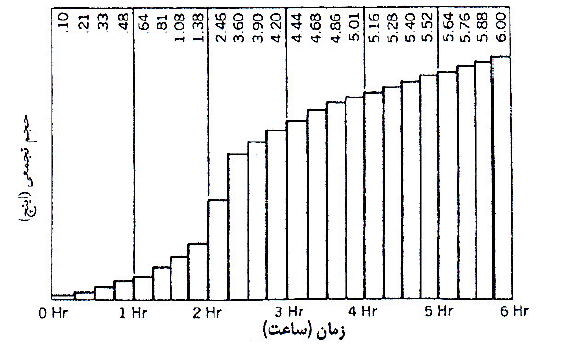 .10 .21 .33 .48 .64 .81 1.08 1.38 2.46 3.60 3.90 4.20 4.44 4.68 4.86 5.01 5.16 5.28 5.40 5.52 5.64 5.76 5.88 6.00
حجم تجمعی (اینچ)
0 Hr 1 Hr 2 Hr 3 Hr 4 Hr 5 Hr 6 Hr
زمان (ساعت)